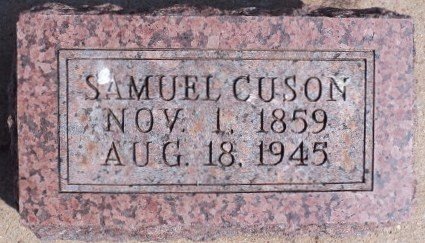 SAMUEL CUSON
NOV. 1, 1859
AUG. 18, 1945